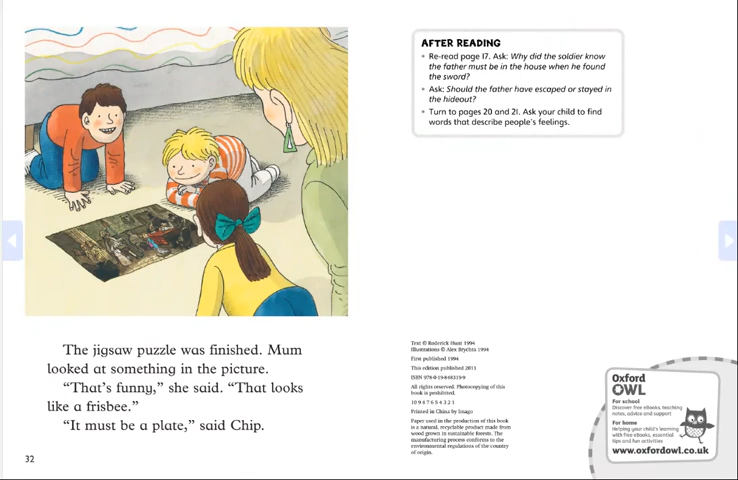 The jigsaw puzzle was finished. Mum
looked at something in the picture.
“That’s funny,” she said. “That looks
like a frisbee.”
“It must be a plate,” said Chip.
32
AFTER READING
• Re-read page 17. Ask: Why did the soldier know
the father must be in the house when he found
the sword?
• Ask: Should the father have escaped or stayed in
the hideout?
• Turn to pages 20 and 21. Ask your child to find
words that describe people’s feelings.
Text © Roderick Hunt 1994
Illustrations © Alex Brychta 1994
First published 1994
This edition published 2011
All rights reserved. Photocopying of this
book is prohibited.
10 9 8 7 6 5 4 3 2 1
Printed in China by Imago
Paper used in the production of this book
is a natural, recyclable product made from
wood grown in sustainable forests. The
manufacturing process conforms to the
environmental regulations of the country
of origin.
Oxford
OWL
For school
Discover free eBooks, teaching
notes, advice and support
For home
Helping your child's learning
with free eBooks, essential
tips and fun activities
www.oxfordowl.co.uk